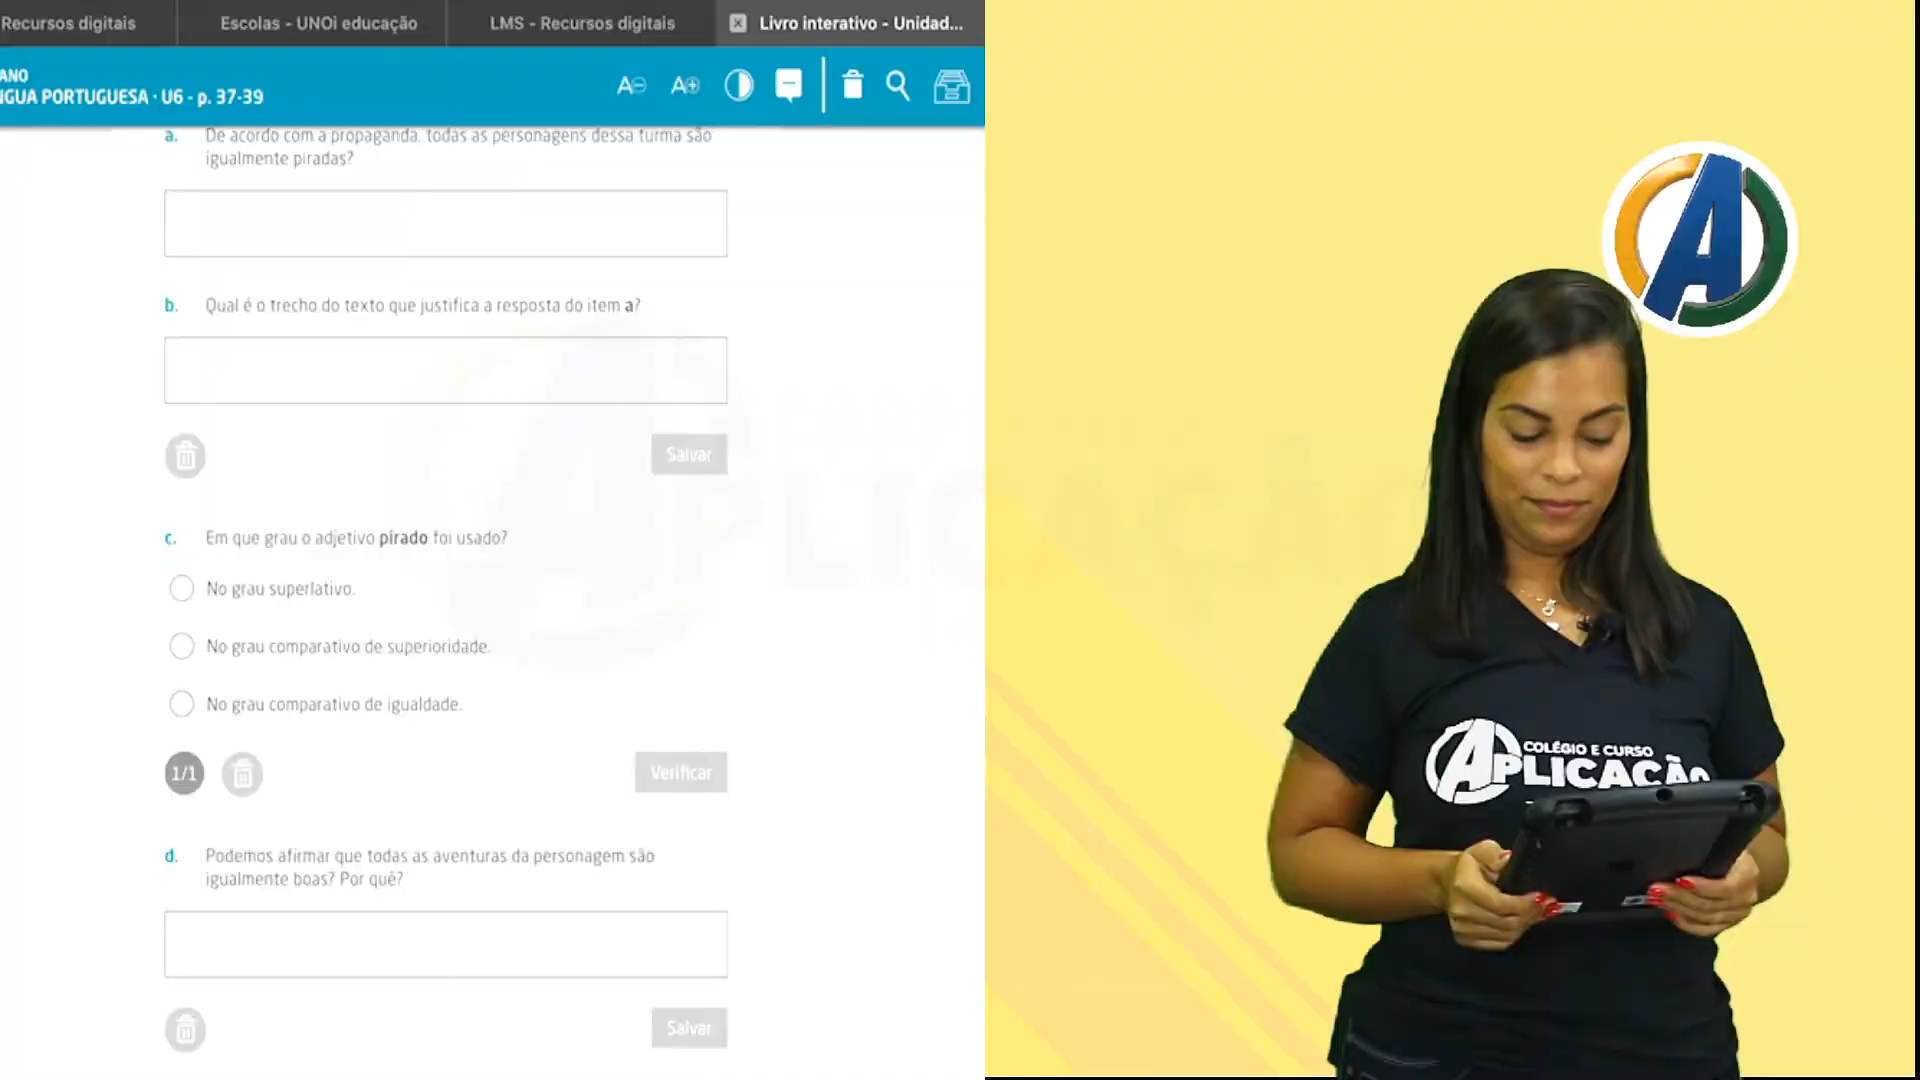 Recursos digitais
Escolas - UNOi educação
LMS - Recursos digitais
Livro interativo - Unidad...
ANO
NGUA PORTUGUESA · U6 - p. 37-39
a. De acordo com a propaganda, todas as personagens dessa turma são
igualmente piradas?
b. Qual é o trecho do texto que justifica a resposta do item a?
Salvar
c. Em que grau o adjetivo pirado foi usado?
No grau superlativo.
No grau comparativo de superioridade.
No grau comparativo de igualdade.
1/1
Verificar
d. Podemos afirmar que todas as aventuras da personagem são
igualmente boas? Por quê?
Salvar
APLICAÇÃO
A
COLÉGIO E CURSO
APLICAÇÃO